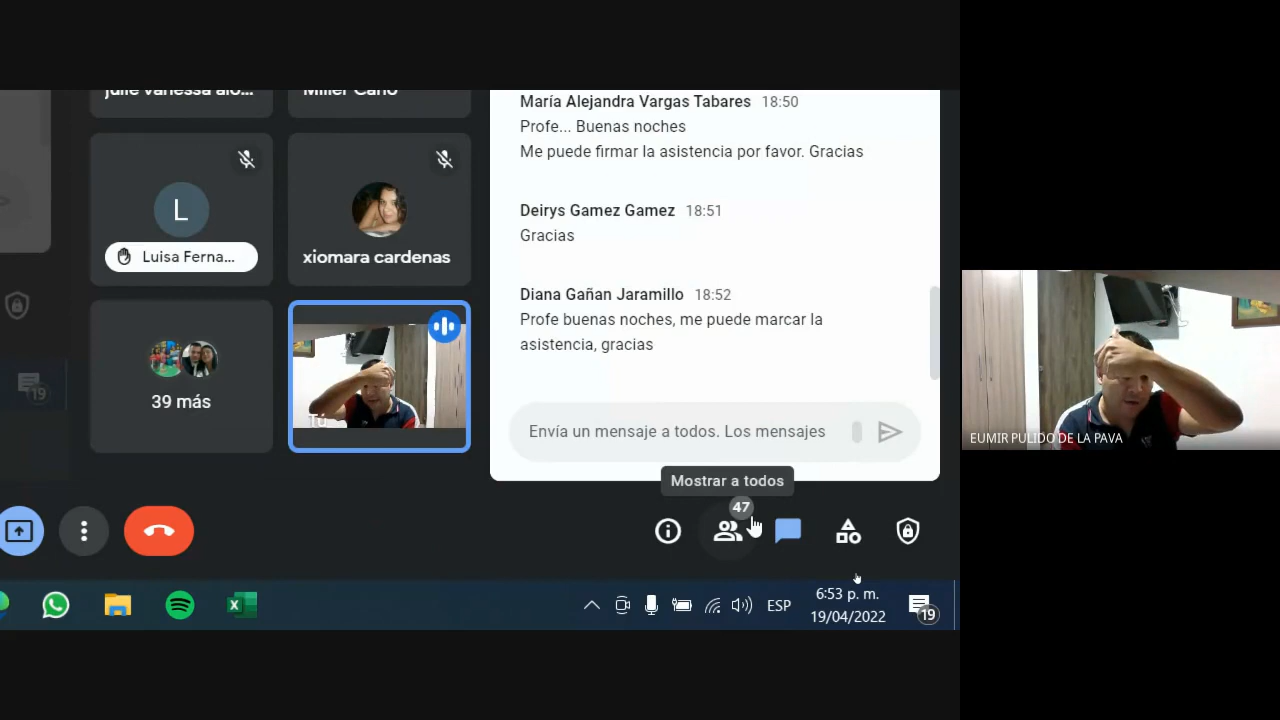 María Alejandra Vargas Tabares 18:50
Profe... Buenas noches
Me puede firmar la asistencia por favor. Gracias
L
Luisa Ferna...
xiomara cardenas
Deirys Gamez Gamez 18:51
Gracias
Diana Gañan Jaramillo 18:52
Profe buenas noches, me puede marcar la
asistencia, gracias
39 más
Tú
Envía un mensaje a todos. Los mensajes
EUMIR PULIDO DE LA PAVA
Mostrar a todos
47
19
ESP
6:53 p. m.
19/04/2022
19